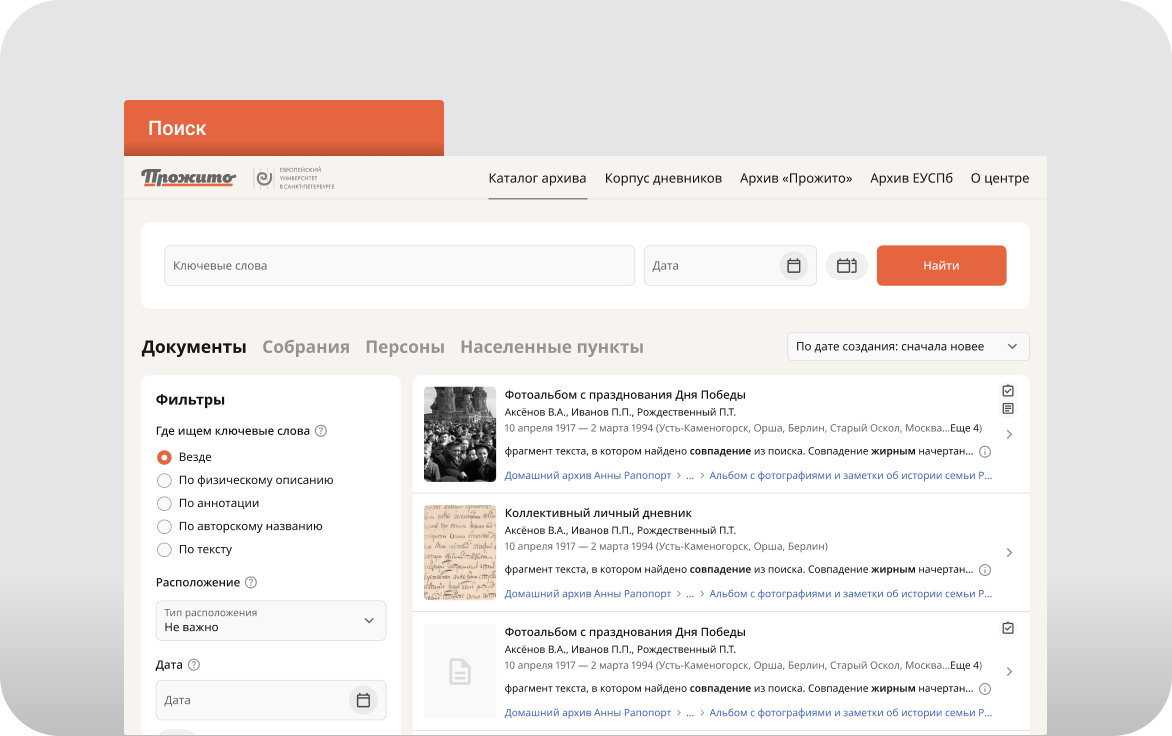 Поиск
Прожито
ЕВРОПЕЙСКИЙ
УНИВЕРСИТЕТ
В САНКТ-ПЕТЕРБУРГЕ
Каталог архива
Корпус дневников
Архив «Прожито»
Архив ЕУСПб
О центре
Ключевые слова
Дата
Найти
Документы
Собрания
Персоны
Населенные пункты
По дате создания: сначала новее
Фильтры
Где ищем ключевые слова ?
Везде
По физическому описанию
По аннотации
По авторскому названию
По тексту
Расположение ?
Тип расположения
Не важно
Дата ?
Дата
Фотоальбом с празднования Дня Победы
Аксёнов В.А., Иванов П.П., Рождественный П.Т.
10 апреля 1917 — 2 марта 1994 (Усть-Каменогорск, Орша, Берлин, Старый Оскол, Москва...Еще 4)
фрагмент текста, в котором найдено совпадение из поиска. Совпадение жирным начертан...
Домашний архив Анны Рапопорт > ... > Альбом с фотографиями и заметки об истории семьи Р...
Коллективный личный дневник
Аксёнов В.А., Иванов П.П., Рождественный П.Т.
10 апреля 1917 — 2 марта 1994 (Усть-Каменогорск, Орша, Берлин)
фрагмент текста, в котором найдено совпадение из поиска. Совпадение жирным начертан...
Домашний архив Анны Рапопорт > ... > Альбом с фотографиями и заметки об истории семьи Р...
Фотоальбом с празднования Дня Победы
Аксёнов В.А., Иванов П.П., Рождественный П.Т.
10 апреля 1917 — 2 марта 1994 (Усть-Каменогорск, Орша, Берлин, Старый Оскол, Москва...Еще 4)
фрагмент текста, в котором найдено совпадение из поиска. Совпадение жирным начертан...
Домашний архив Анны Рапопорт > ... > Альбом с фотографиями и заметки об истории семьи Р...